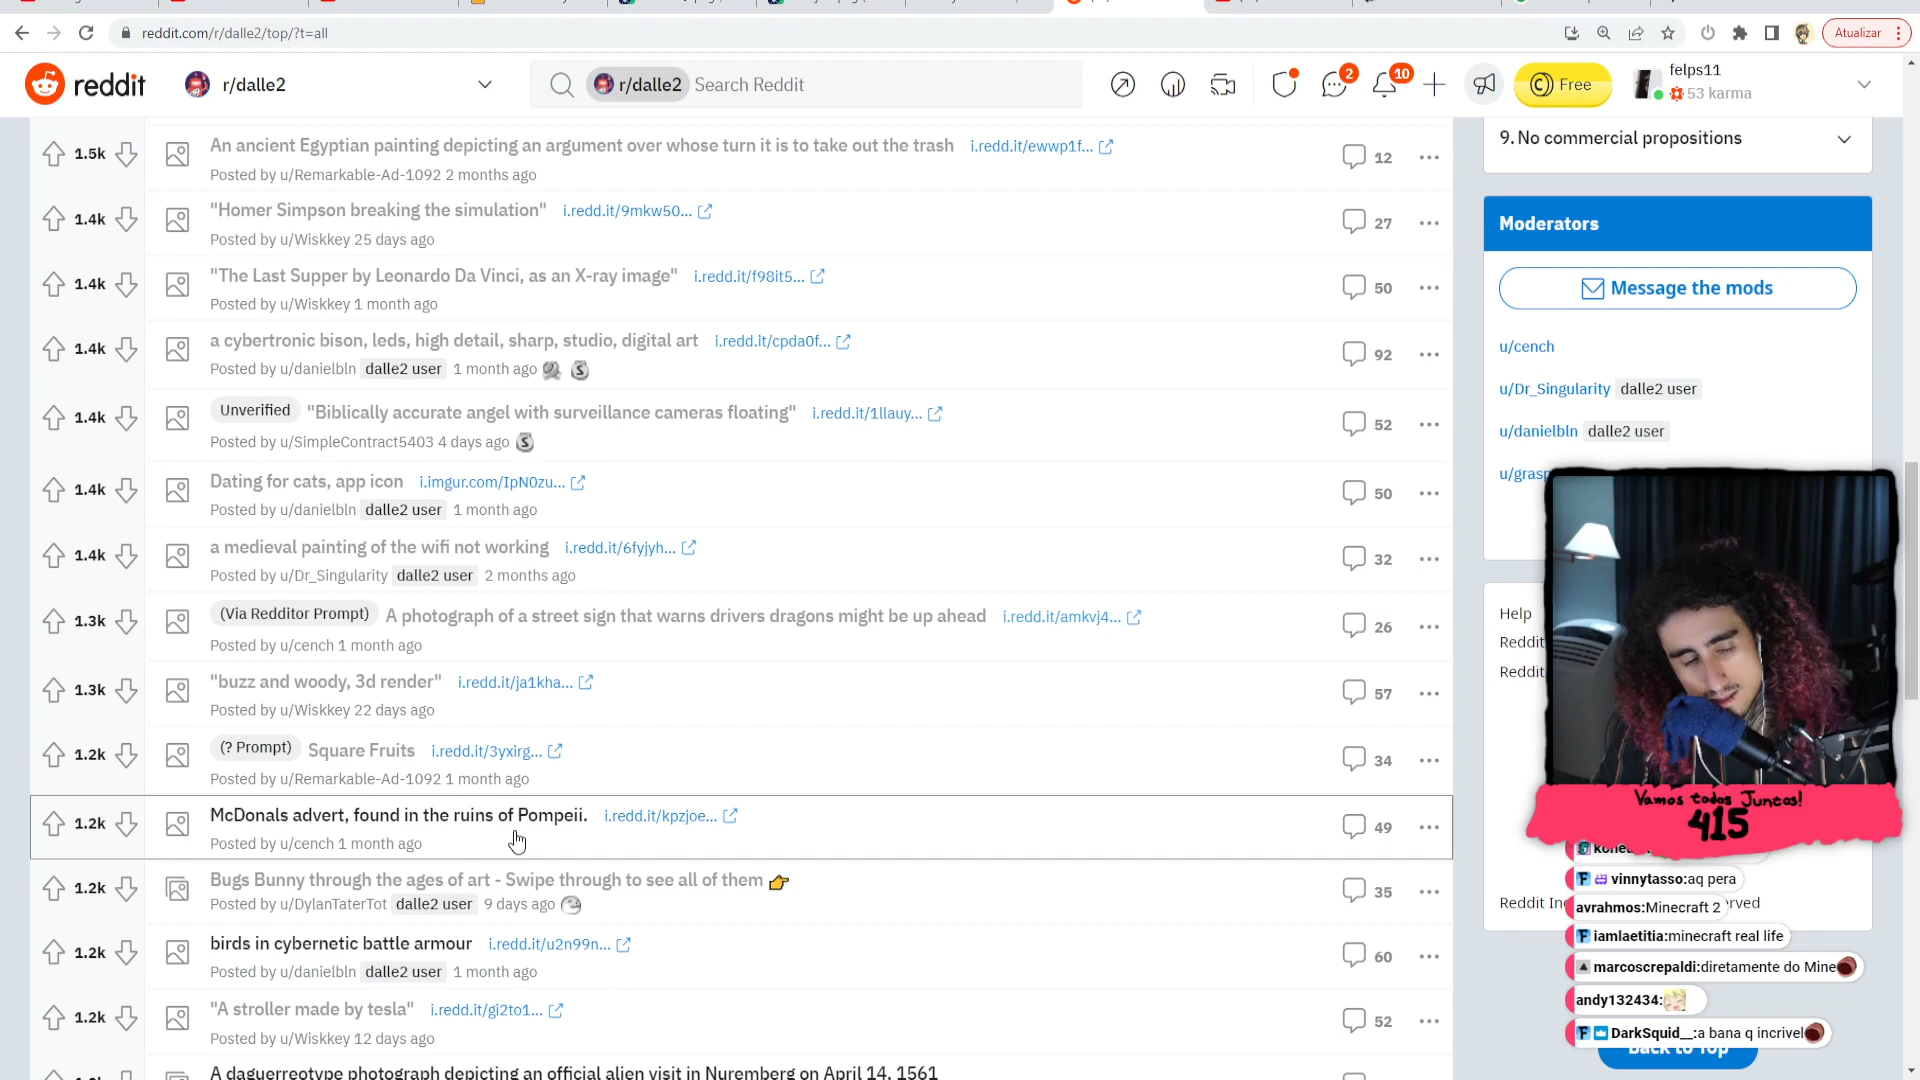 reddit.com/r/dalle2/top/?t=all
Atualizar
reddit
r/dalle2
r/dalle2
Search Reddit
2
10
Free
felps11
53 karma
1.5k
An ancient Egyptian painting depicting an argument over whose turn it is to take out the trash
i.redd.it/ewwp1f...
Posted by u/Remarkable-Ad-1092 2 months ago
12
1.4k
"Homer Simpson breaking the simulation"
i.redd.it/9mkw50...
Posted by u/Wiskkey 25 days ago
27
1.4k
"The Last Supper by Leonardo Da Vinci, as an X-ray image"
i.redd.it/f98it5...
Posted by u/Wiskkey 1 month ago
50
1.4k
a cybertronic bison, leds, high detail, sharp, studio, digital art
i.redd.it/cpda0f...
Posted by u/danielbln dalle2 user 1 month ago
92
1.4k
Unverified
"Biblically accurate angel with surveillance cameras floating"
i.redd.it/1llauy...
Posted by u/SimpleContract5403 4 days ago
52
1.4k
Dating for cats, app icon
i.imgur.com/IpN0zu...
Posted by u/danielbln dalle2 user 1 month ago
50
1.4k
a medieval painting of the wifi not working
i.redd.it/6fyjyh...
Posted by u/Dr_Singularity dalle2 user 2 months ago
32
1.3k
(Via Redditor Prompt)
A photograph of a street sign that warns drivers dragons might be up ahead
i.redd.it/amkvj4...
Posted by u/cench 1 month ago
26
1.3k
"buzz and woody, 3d render"
i.redd.it/ja1kha...
Posted by u/Wiskkey 22 days ago
57
1.2k
(? Prompt)
Square Fruits
i.redd.it/3yxirg...
Posted by u/Remarkable-Ad-1092 1 month ago
34
1.2k
McDonals advert, found in the ruins of Pompeii.
i.redd.it/kpzjoe...
Posted by u/cench 1 month ago
49
1.2k
Bugs Bunny through the ages of art - Swipe through to see all of them
Posted by u/DylanTaterTot dalle2 user 9 days ago
35
1.2k
birds in cybernetic battle armour
i.redd.it/u2n99n...
Posted by u/danielbln dalle2 user 1 month ago
60
1.2k
"A stroller made by tesla"
i.redd.it/gi2to1...
Posted by u/Wiskkey 12 days ago
52
A daguerreotype photograph depicting an official alien visit in Nuremberg on April 14, 1561
9. No commercial propositions
Moderators
Message the mods
u/cench
u/Dr_Singularity dalle2 user
u/danielbln dalle2 user
u/grasp
Help
Reddit
Reddit
Vamos todos Juntos!
415
vinnytasso:aq pera
Reddit Inc
rved
avrahmos:Minecraft 2
iamlaetitia:minecraft real life
marcoscrepaldi:diretamente do Mine
andy132434:
DarkSquid__:a bana q incrivel
Back to Top